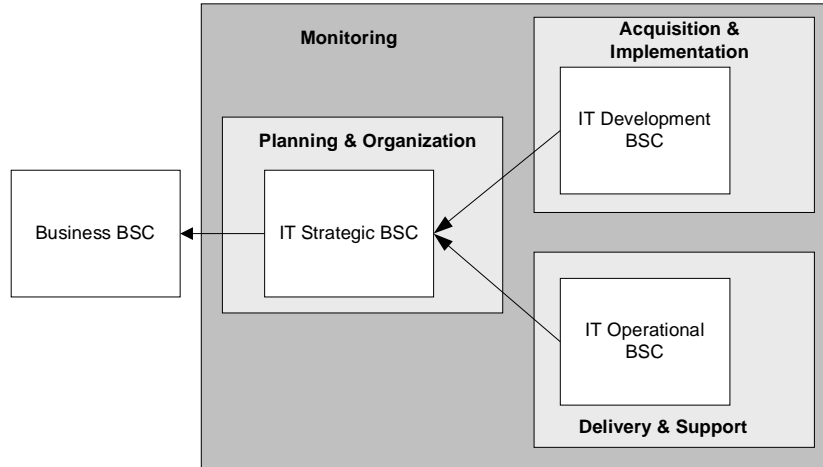 Monitoring
Acquisition &
Implementation
IT Development
BSC
Planning & Organization
Business BSC
IT Strategic BSC
IT Operational
BSC
Delivery & Support